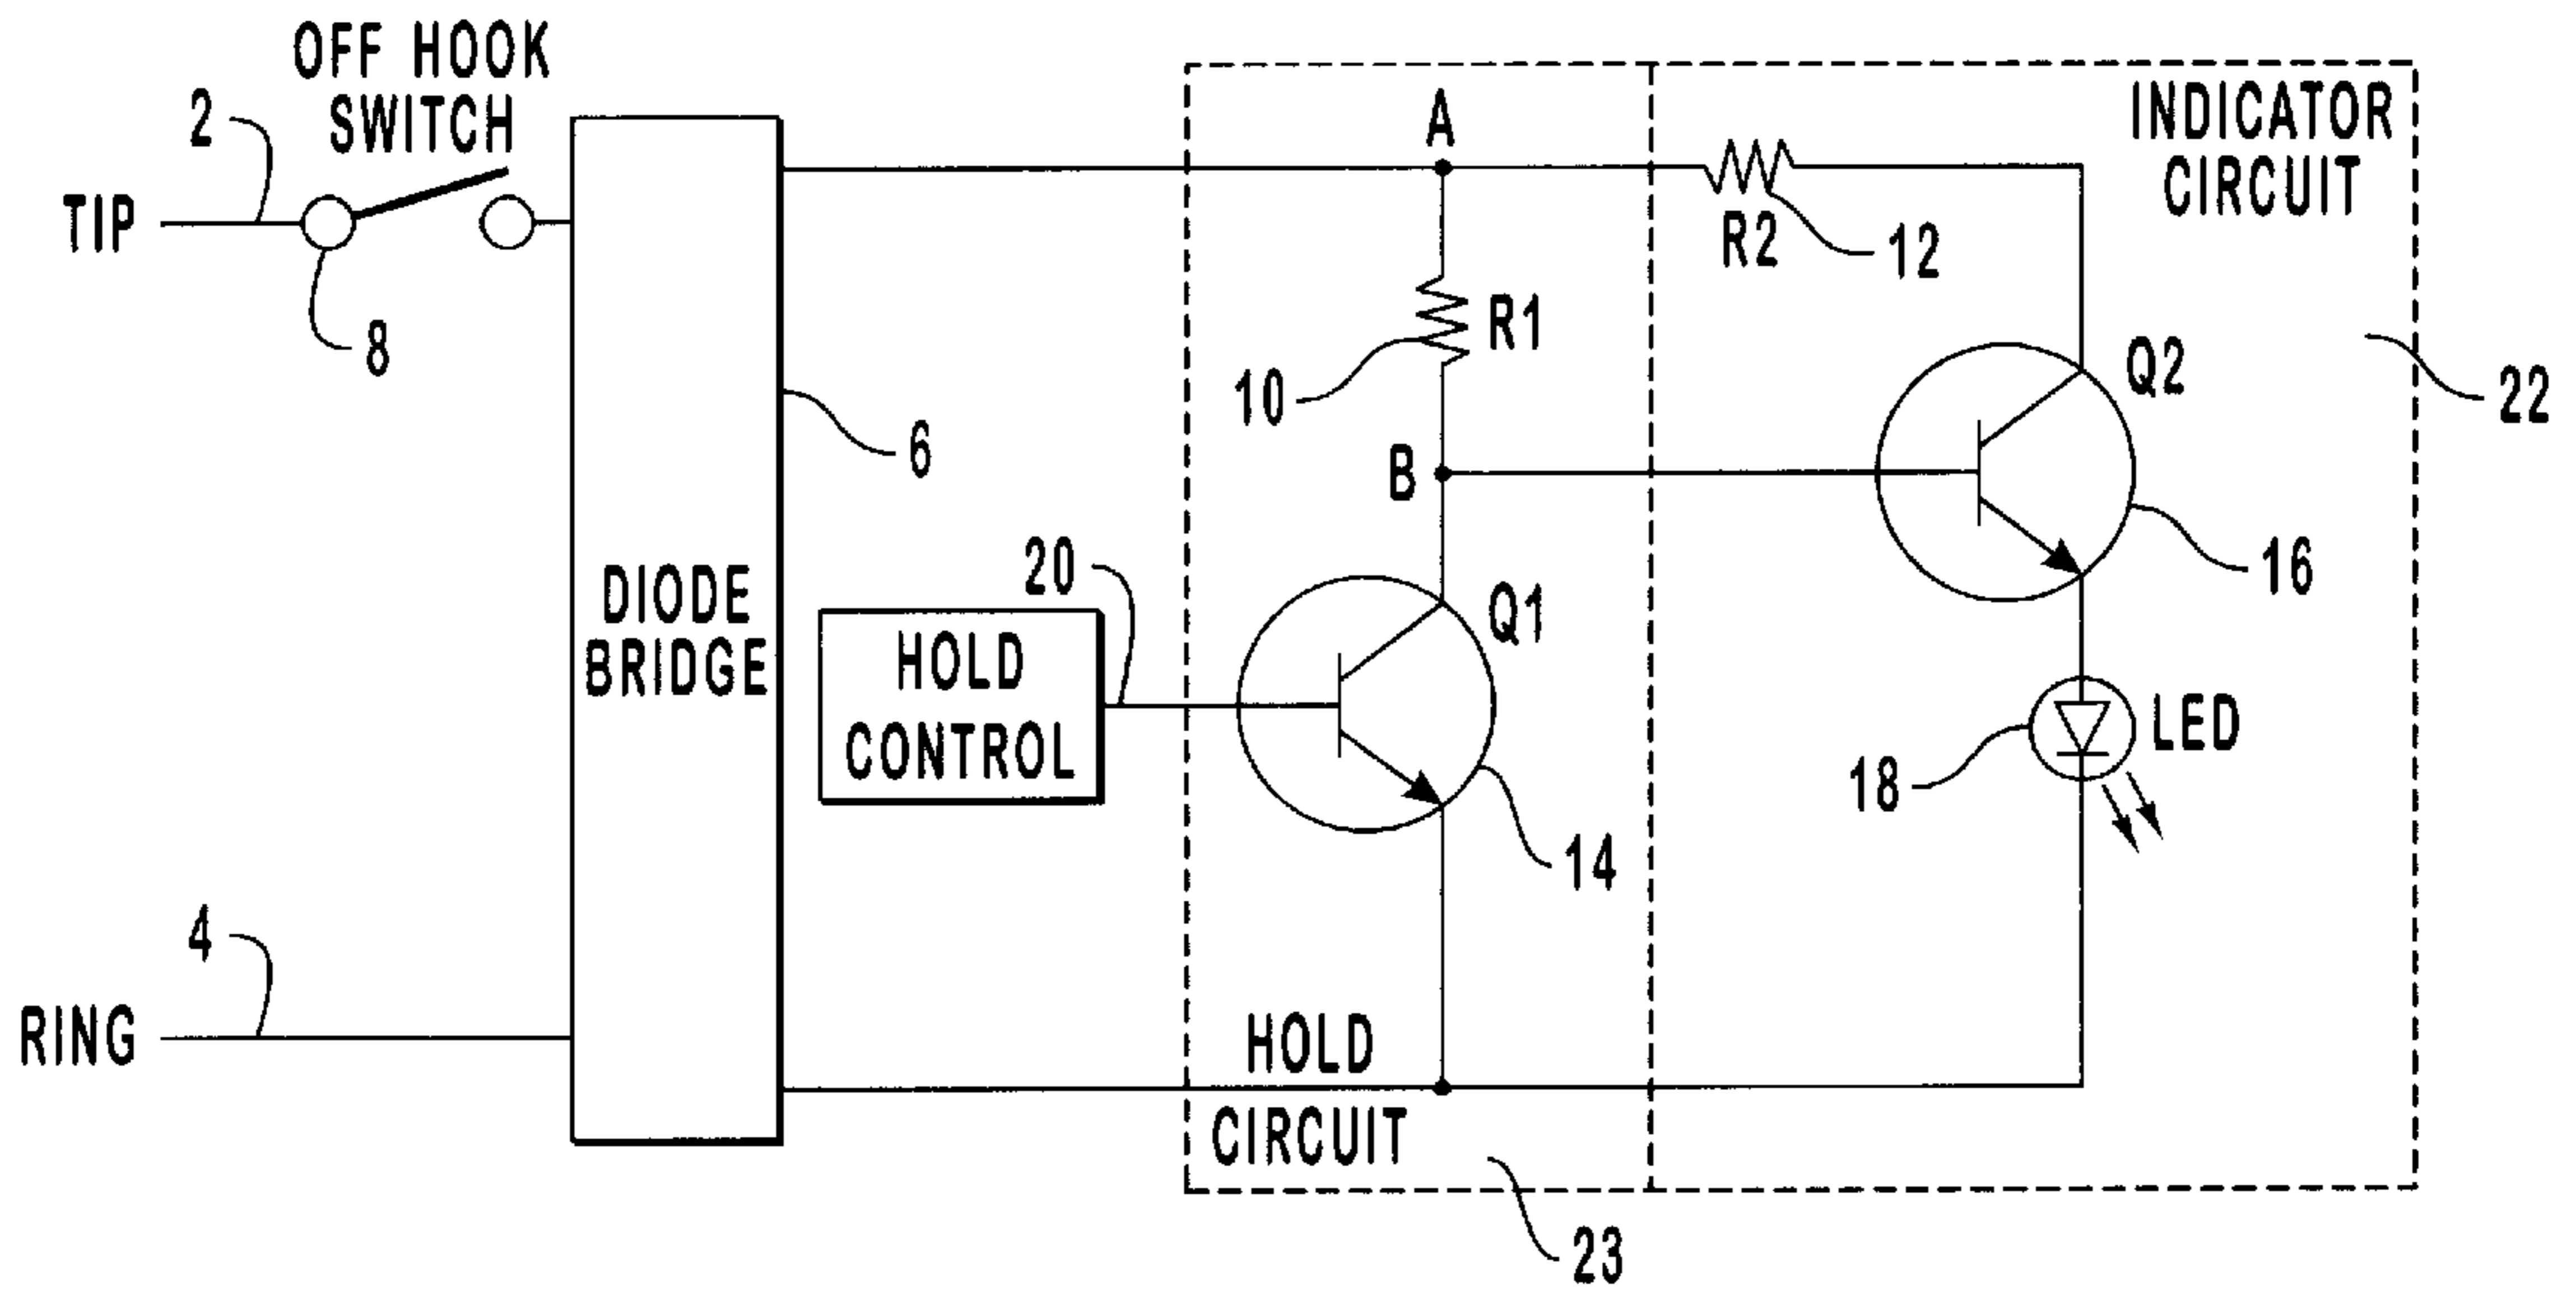 OFF HOOK
SWITCH
2
TIP
8
DIODE
BRIDGE
6
4
RING
HOLD
CONTROL
20
A
R1
10
B
Q1
14
HOLD
CIRCUIT
23
INDICATOR
CIRCUIT
R2
12
Q2
22
16
LED
18